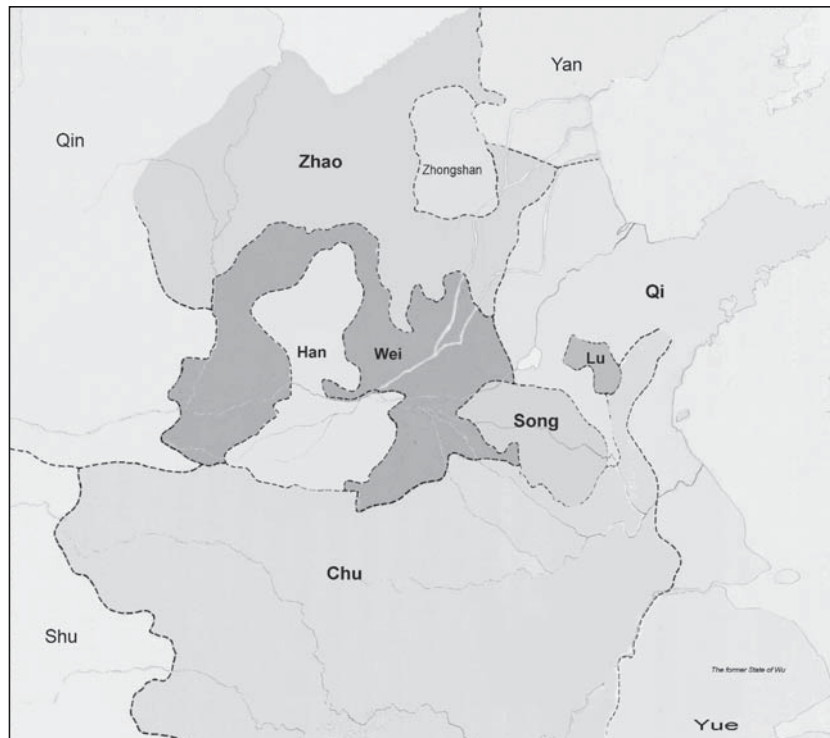 Yan
Qin
Zhao
Zhongshan
Qi
Han
Wei
Lu
Song
Chu
Shu
The former State of Wu
Yue